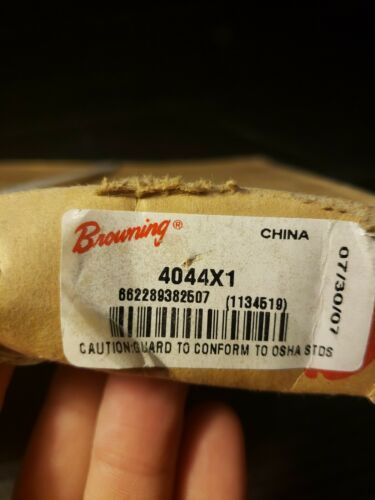 Browning® CHINA
4044X1
662289382507 (1134519)
CAUTION:GUARD TO CONFORM TO OSHA STDS
07/30/07